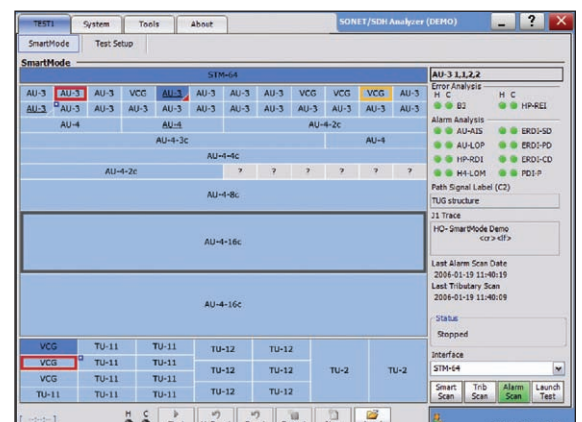 TEST1 System Tools About SONET/SDH Analyzer (DEMO) ? X
SmartMode Test Setup
SmartMode
STM-64
AU-3 AU-3 AU-3 VCG AU-3 AU-3 AU-3 AU-3 VCG VCG VCG AU-3
AU-3 AU-3 AU-3 AU-3 AU-3 AU-3 AU-3 AU-3 AU-3 AU-3 AU-3 AU-3
AU-4 AU-4 AU-4-2c
AU-4-3c AU-4
AU-4-4c
AU-4-2c ? ? ? ? ? ?
AU-4-8c
AU-4-16c
AU-4-16c
VCG TU-11 TU-11 TU-12 TU-12 TU-2 TU-2
VCG TU-11 TU-11 TU-12 TU-12
VCG TU-11 TU-11
TU-11 TU-11 TU-11 TU-12 TU-12
H C
AU-3 1,1,2,2
Error Analysis
H C H C
B3 HP-REI
Alarm Analysis
AU-AIS ERDI-SD
AU-LOP ERDI-PD
HP-RDI ERDI-CD
H4-LOM PDI-P
Path Signal Label (C2)
TUG structure
J1 Trace
HO- SmartMode Demo
<cr><lf>
Last Alarm Scan Date
2006-01-19 11:40:19
Last Tributary Scan
2006-01-19 11:40:09
Status
Stopped
Interface
STM-64
Smart Trib Alarm Launch
Scan Scan Scan Test